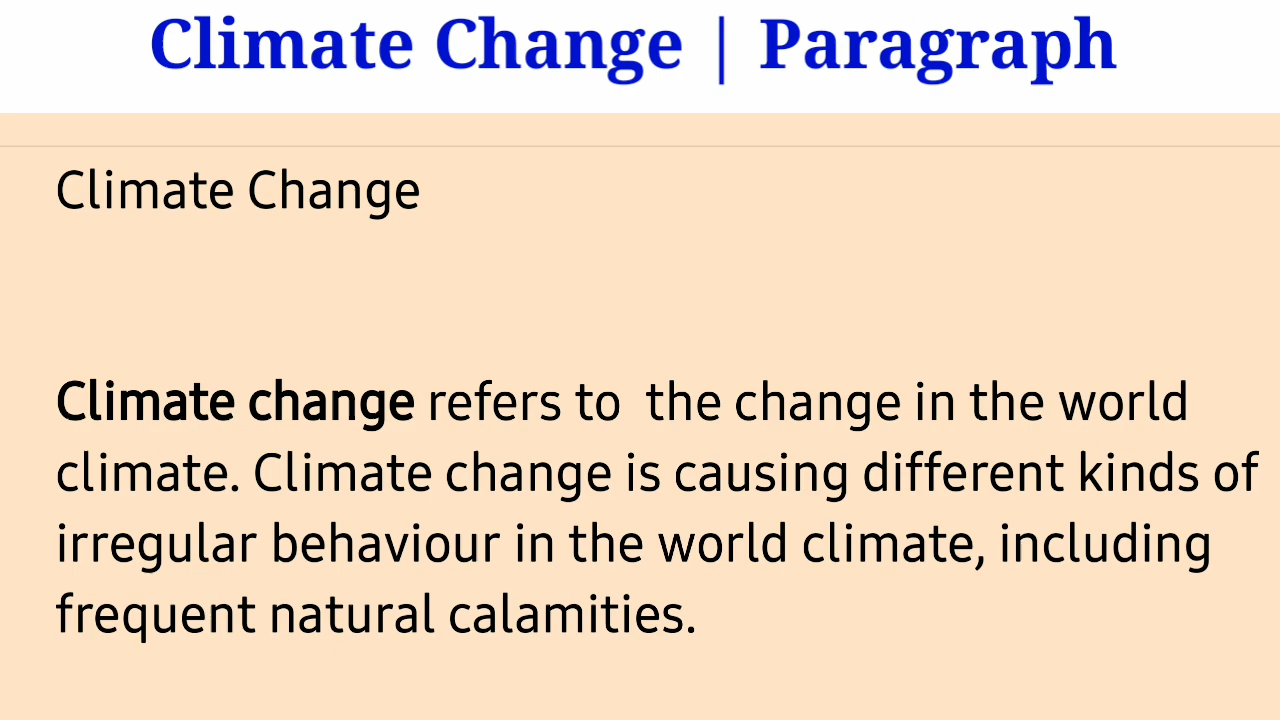 Climate Change | Paragraph
Climate Change
Climate change refers to  the change in the world
climate. Climate change is causing different kinds of
irregular behaviour in the world climate, including
frequent natural calamities.